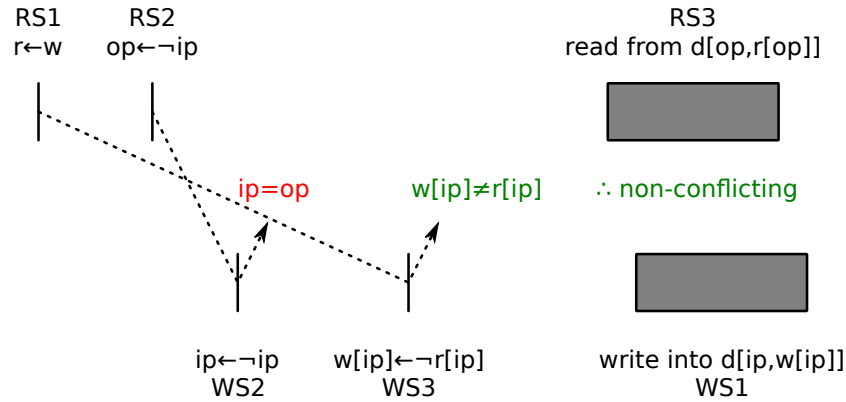 RS1
r←w
RS2
op←¬ip
RS3
read from d[op,r[op]]
ip=op
w[ip]≠r[ip]
∴ non-conflicting
ip←¬ip
WS2
w[ip]←¬r[ip]
WS3
write into d[ip,w[ip]]
WS1